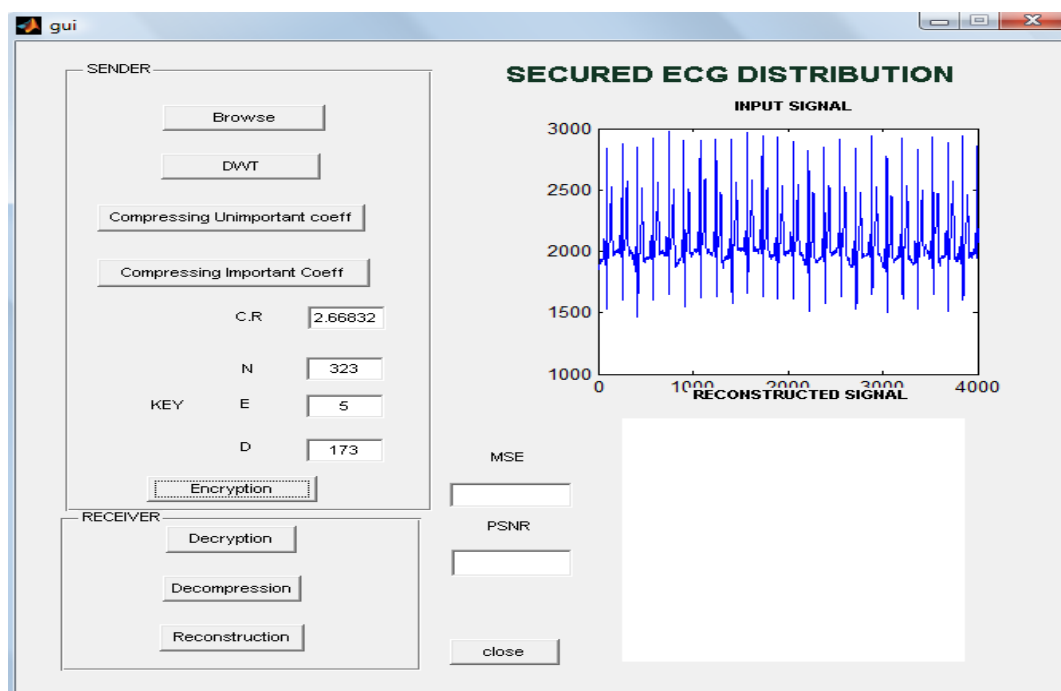 gui
SENDER
Browse
DWT
Compressing Unimportant coeff
Compressing Important Coeff
C.R 2.66832
N 323
KEY E 5
D 173
Encryption
RECEIVER
Decryption
Decompression
Reconstruction
SECURED ECG DISTRIBUTION
INPUT SIGNAL
3000
2500
2000
1500
1000
0 1000 2000 3000 4000
RECONSTRUCTED SIGNAL
MSE
PSNR
close